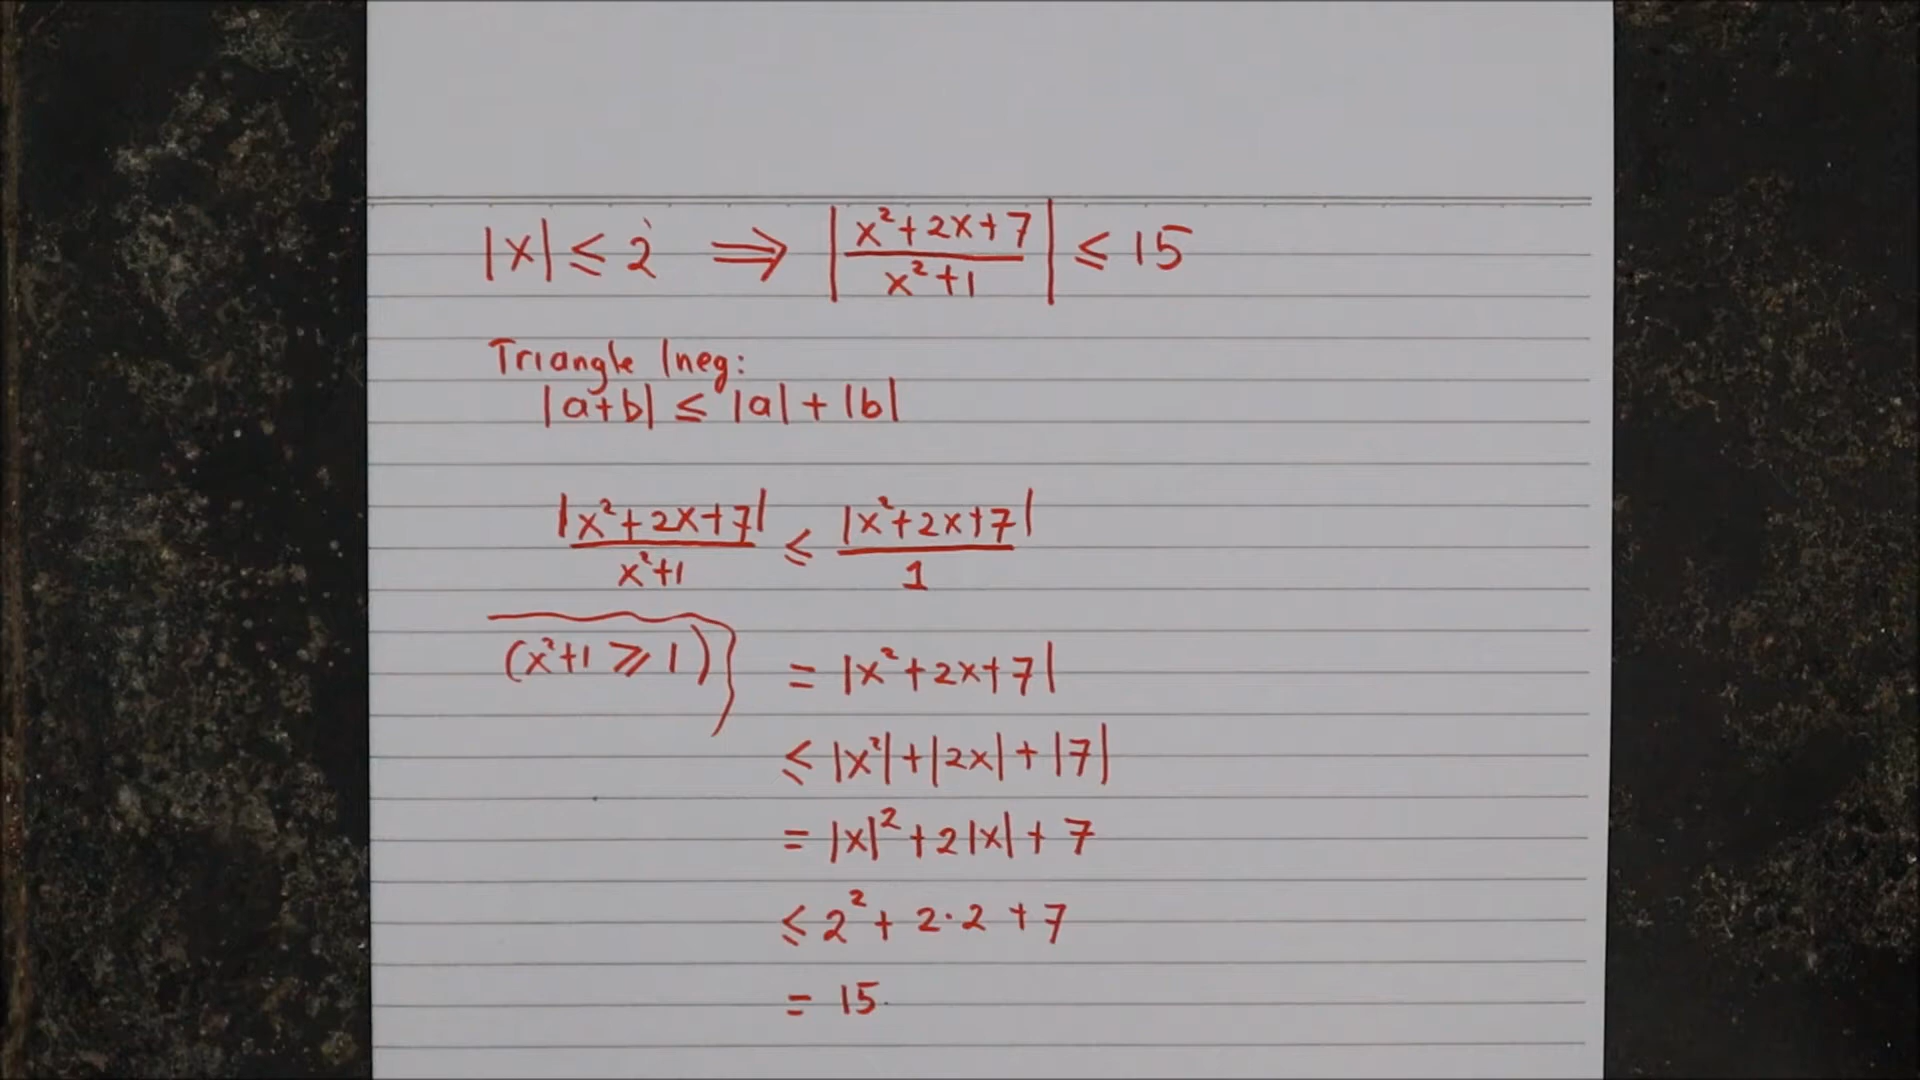 |x| ≤ 2 ⟹ |x²+2x+7 / x²+1| ≤ 15
Triangle Ineq:
|a+b| ≤ |a| + |b|
|x²+2x+7| / x²+1 ≤ |x²+2x+7| / 1
(x²+1 ⩾ 1) = |x²+2x+7|
≤ |x²|+|2x|+|7|
= |x|²+2|x|+7
≤ 2²+2·2+7
= 15.